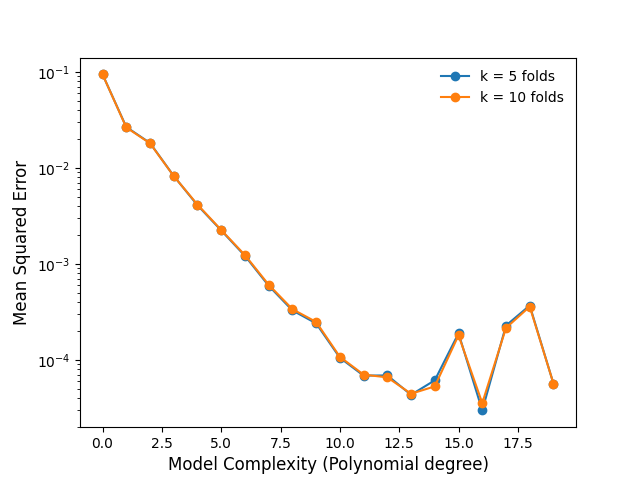 k = 5 folds
k = 10 folds
10⁻¹
10⁻²
10⁻³
10⁻⁴
Mean Squared Error
0.0 2.5 5.0 7.5 10.0 12.5 15.0 17.5
Model Complexity (Polynomial degree)